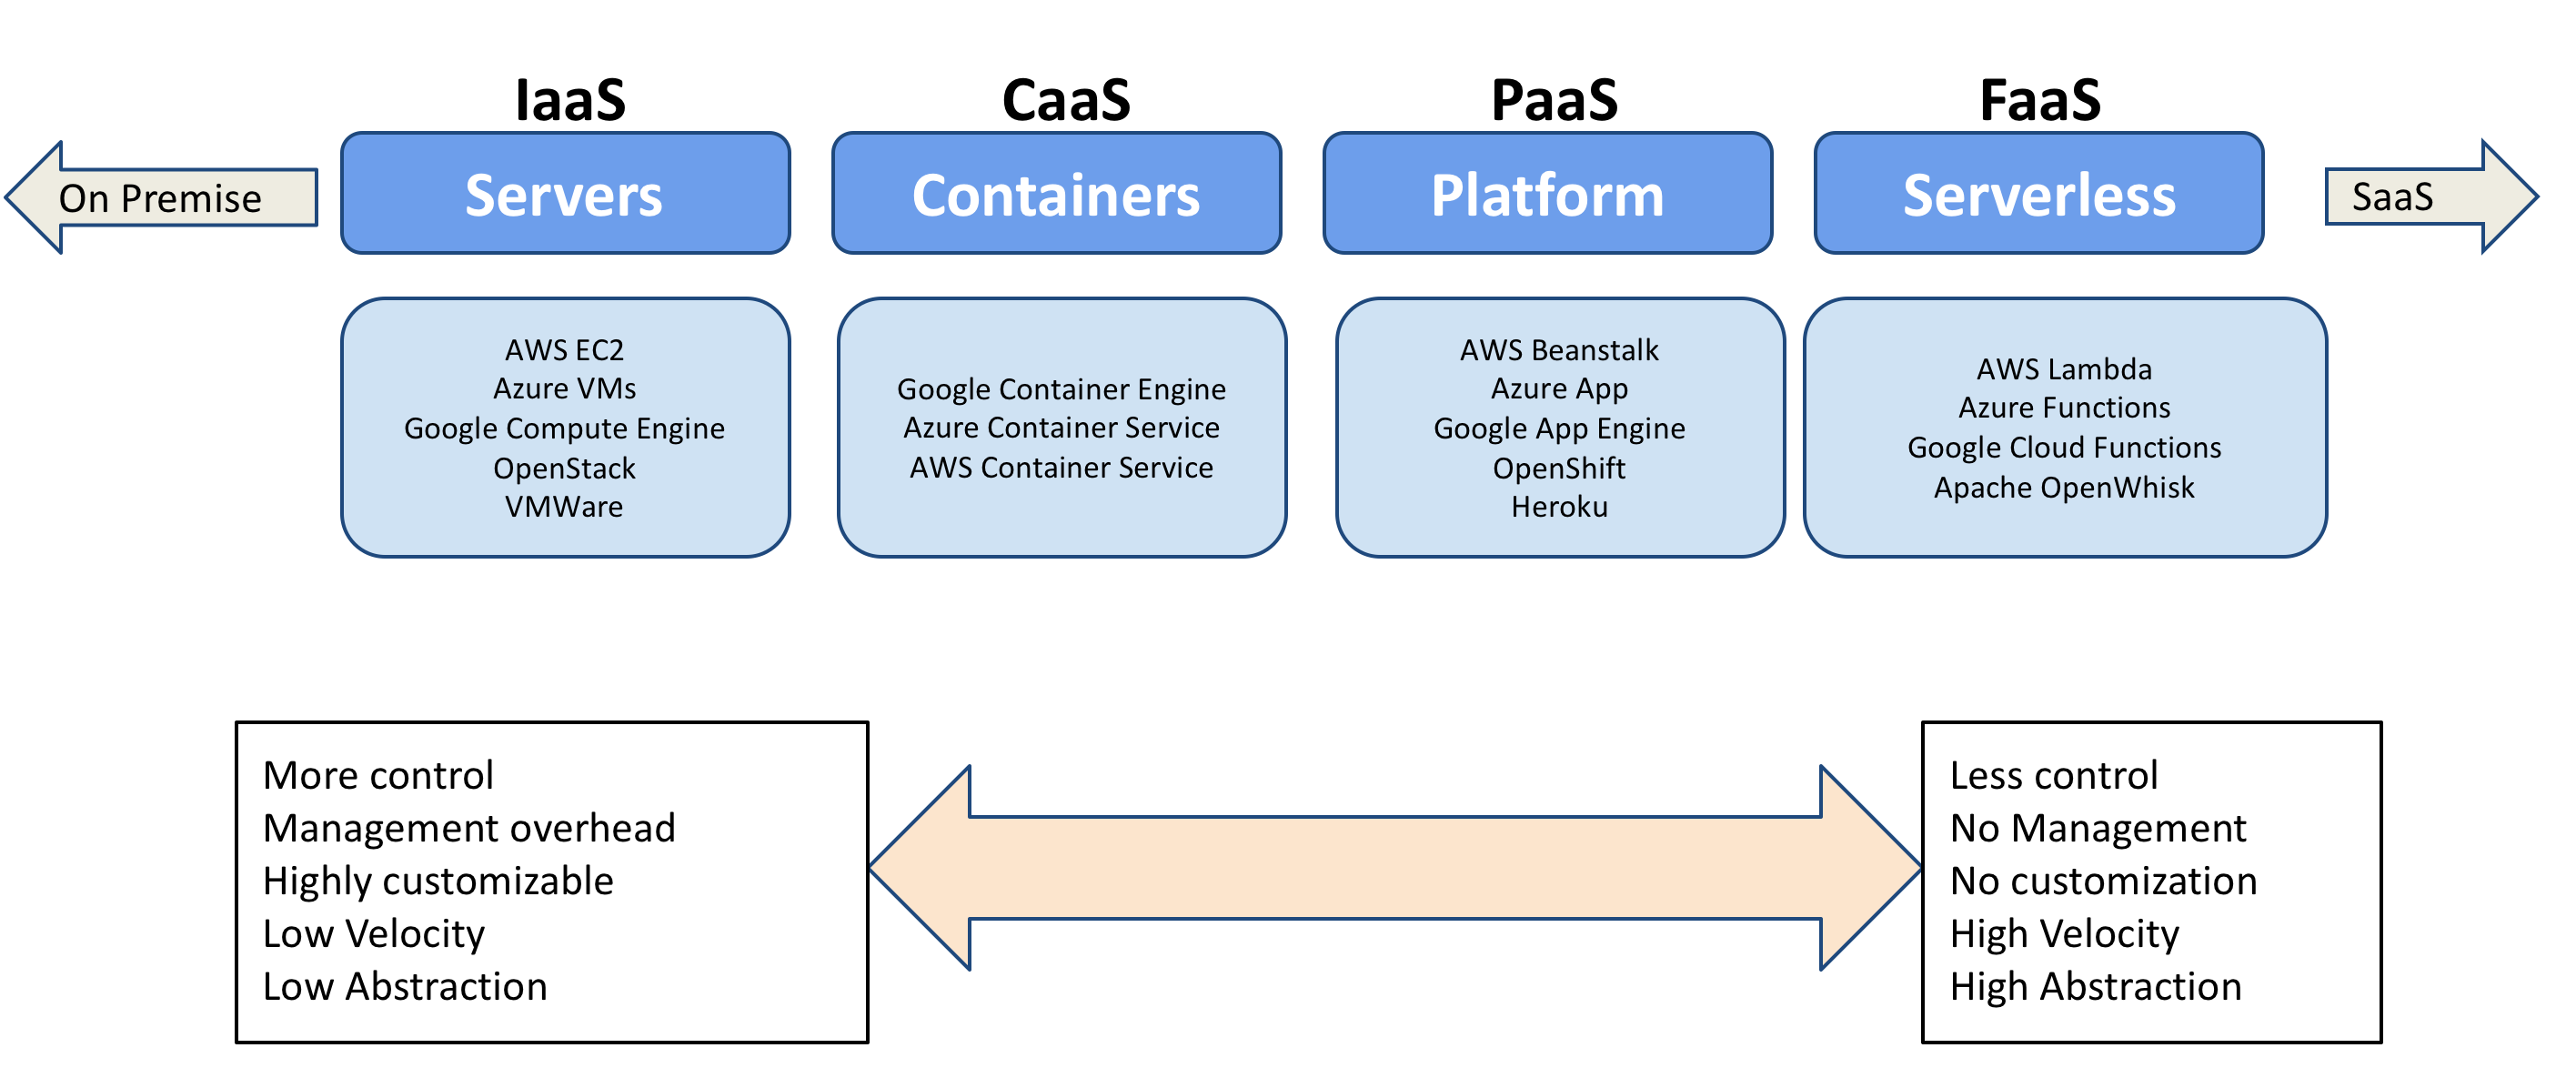 IaaS
CaaS
PaaS
FaaS
On Premise
Servers
Containers
Platform
Serverless
SaaS
AWS EC2
Azure VMs
Google Compute Engine
OpenStack
VMWare
Google Container Engine
Azure Container Service
AWS Container Service
AWS Beanstalk
Azure App
Google App Engine
OpenShift
Heroku
AWS Lambda
Azure Functions
Google Cloud Functions
Apache OpenWhisk
More control
Management overhead
Highly customizable
Low Velocity
Low Abstraction
Less control
No Management
No customization
High Velocity
High Abstraction